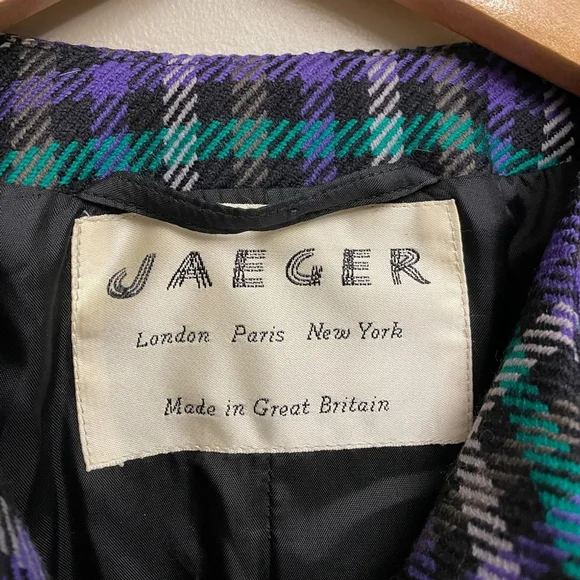 JAEGER
London Paris New York
Made in Great Britain